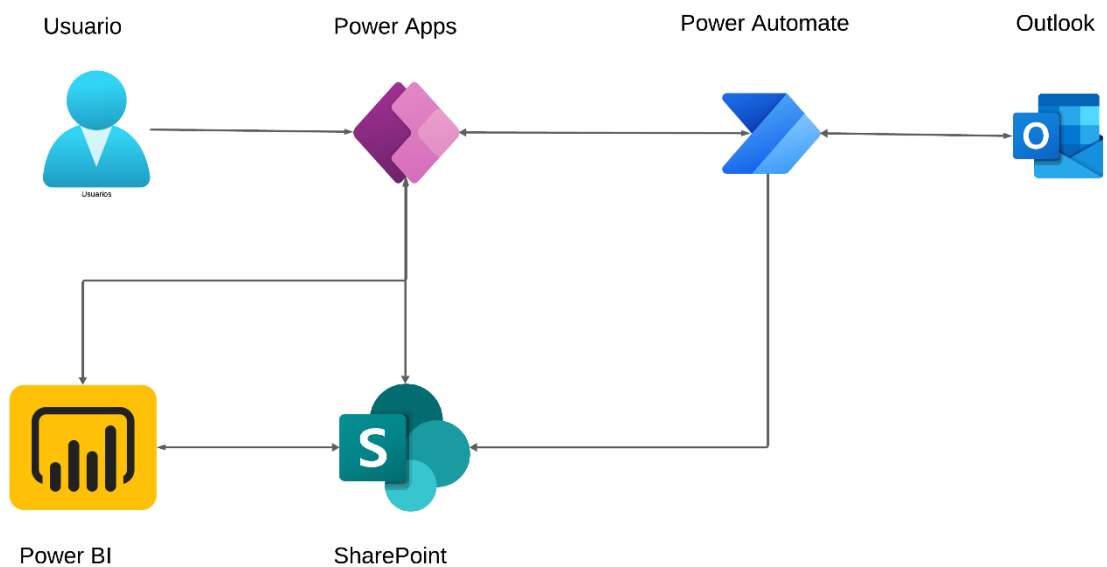 Usuario
Power Apps
Power Automate
Outlook
Usuarios
O
S
Power BI
SharePoint